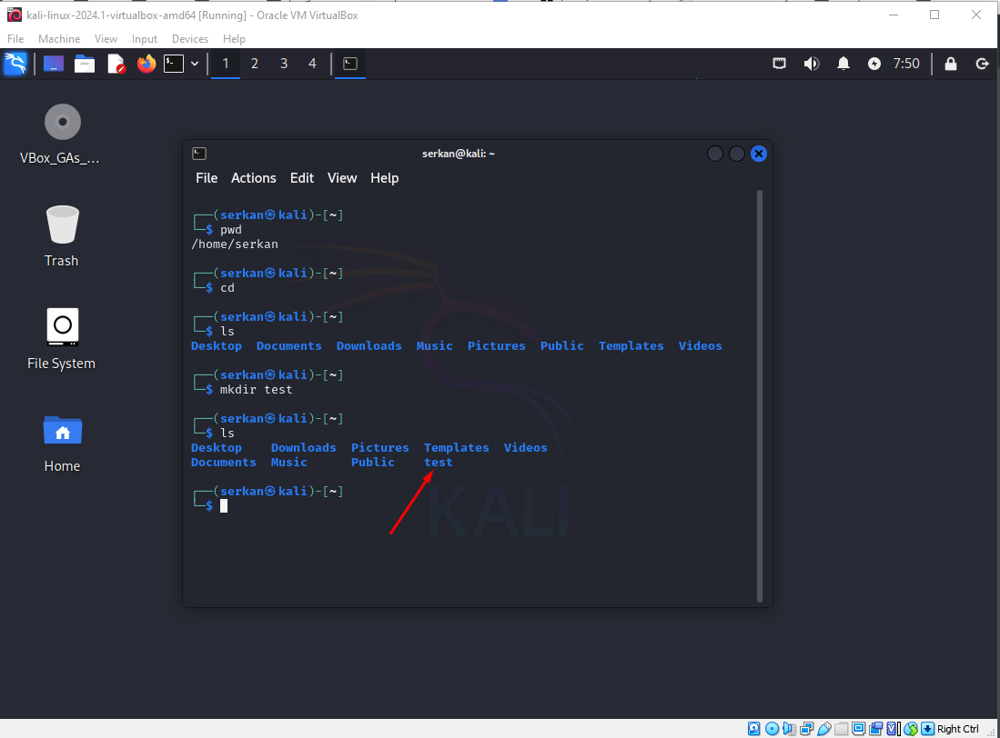 kali-linux-2024.1-virtualbox-amd64 [Running] - Oracle VM VirtualBox
File Machine View Input Devices Help
1 2 3 4 7:50
VBox_GAs_...
Trash
File System
Home
serkan@kali: ~
File Actions Edit View Help
┌──(serkan㉿kali)-[~]
└─$ pwd
/home/serkan
┌──(serkan㉿kali)-[~]
└─$ cd
┌──(serkan㉿kali)-[~]
└─$ ls
Desktop Documents Downloads Music Pictures Public Templates Videos
┌──(serkan㉿kali)-[~]
└─$ mkdir test
┌──(serkan㉿kali)-[~]
└─$ ls
Desktop Downloads Pictures Templates Videos
Documents Music Public test
┌──(serkan㉿kali)-[~]
└─$
KALI
Right Ctrl